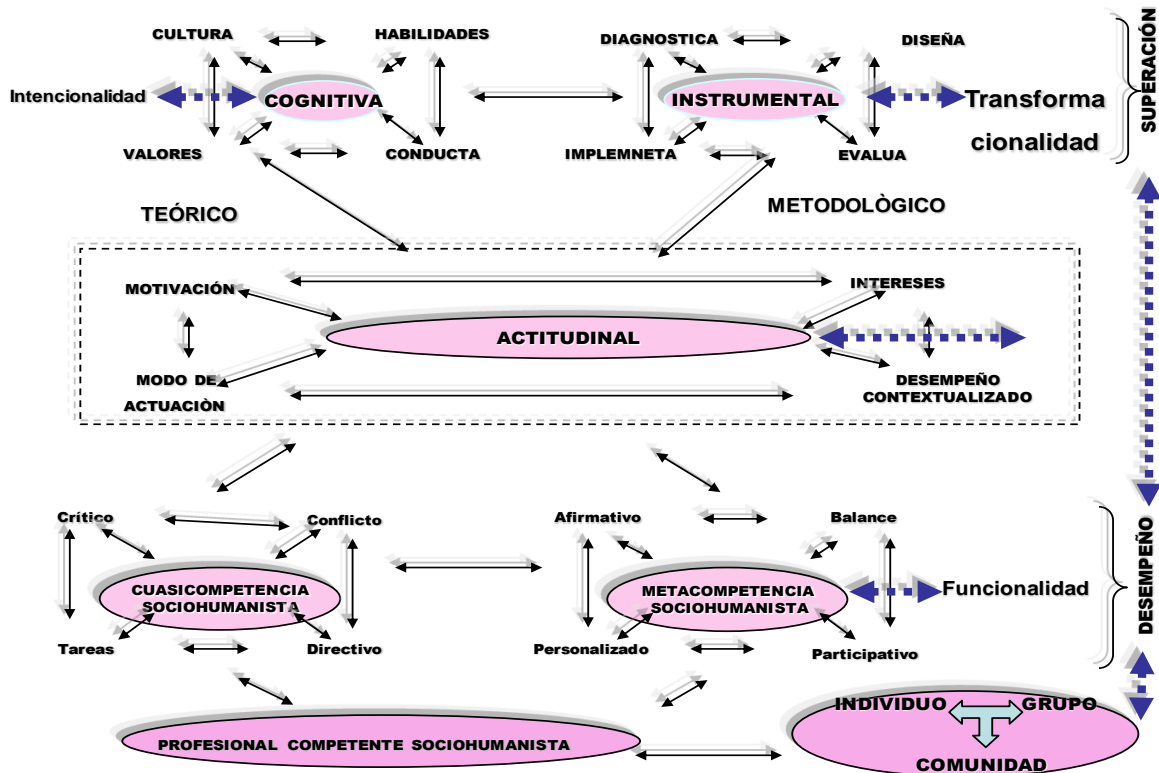 CULTURA
HABILIDADES
DIAGNOSTICA
DISEÑA
Intencionalidad
COGNITIVA
INSTRUMENTAL
Transforma
cionalidad
VALORES
CONDUCTA
IMPLEMNETA
EVALUA
SUPERACIÓN
TEÓRICO
METODOLÒGICO
MOTIVACIÓN
INTERESES
ACTITUDINAL
MODO DE
ACTUACIÒN
DESEMPEÑO
CONTEXTUALIZADO
Crítico
Conflicto
Afirmativo
Balance
CUASICOMPETENCIA
SOCIOHUMANISTA
METACOMPETENCIA
SOCIOHUMANISTA
Funcionalidad
DESEMPEÑO
Tareas
Directivo
Personalizado
Participativo
PROFESIONAL COMPETENTE SOCIOHUMANISTA
INDIVIDUO
GRUPO
COMUNIDAD